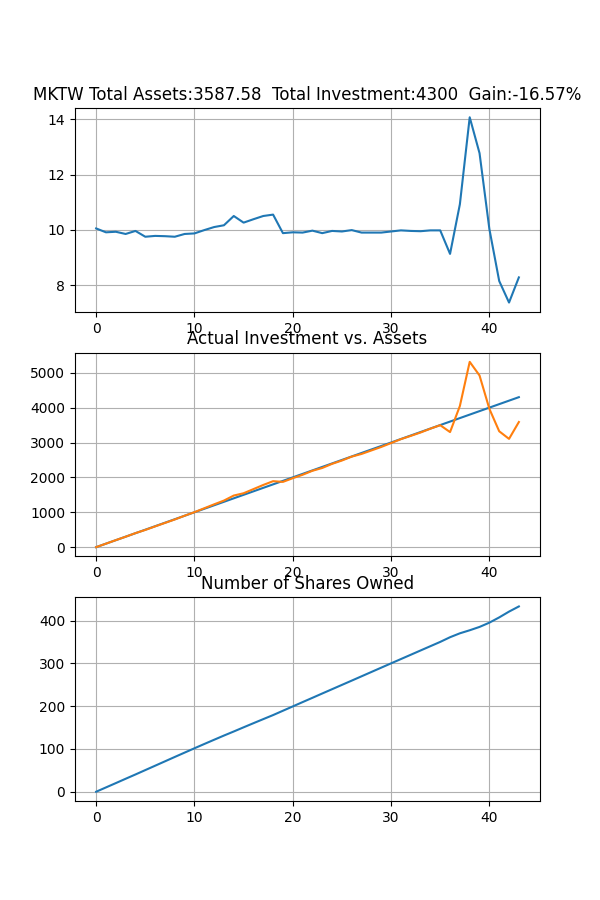 MKTW Total Assets:3587.58  Total Investment:4300  Gain:-16.57%
14
12
10
8
0 10 20 30 40
Actual Investment vs. Assets
5000
4000
3000
2000
1000
0
0 10 20 30 40
Number of Shares Owned
400
300
200
100
0
0 10 20 30 40